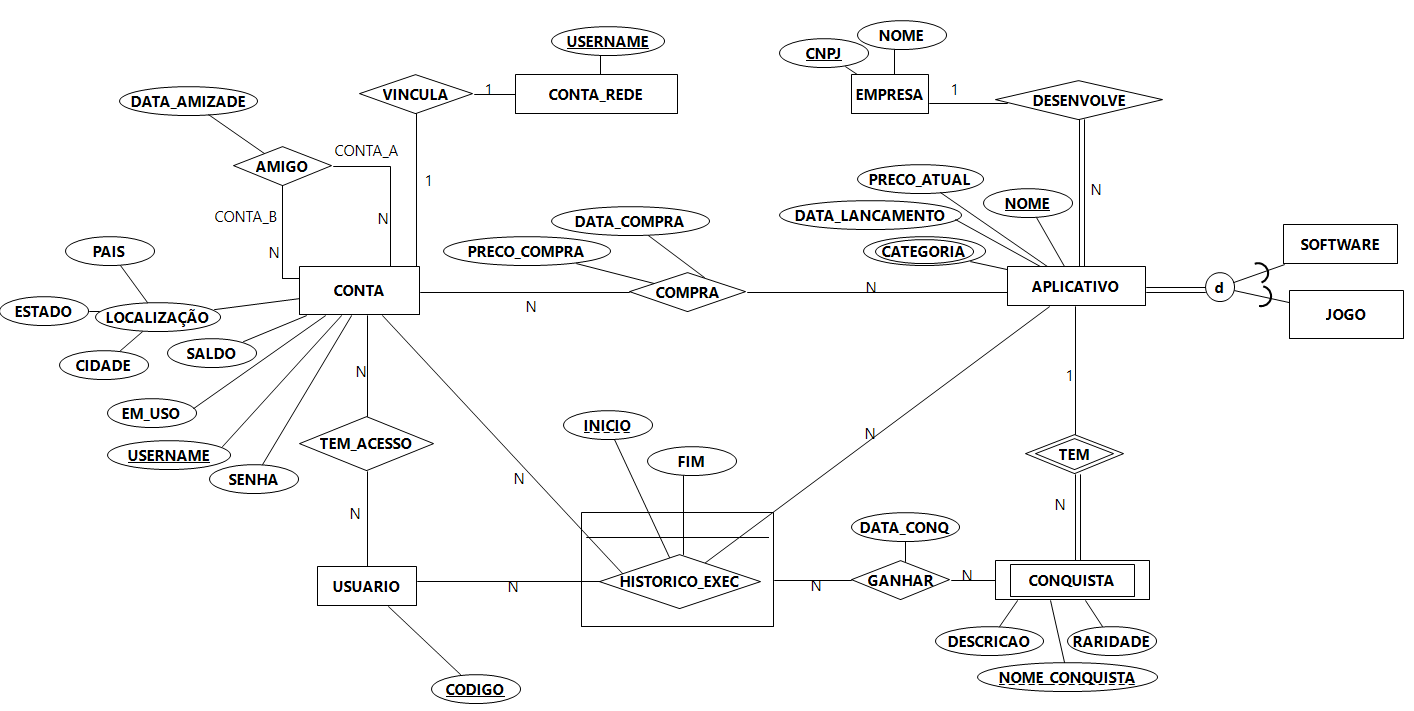 USERNAME
NOME
CNPJ
VINCULA
1
CONTA_REDE
EMPRESA
1
DESENVOLVE
DATA_AMIZADE
CONTA_A
AMIGO
1
PRECO_ATUAL
N
NOME
CONTA_B
N
DATA_COMPRA
DATA_LANCAMENTO
PAIS
N
PRECO_COMPRA
CATEGORIA
SOFTWARE
CONTA
COMPRA
N
N
APLICATIVO
d
ESTADO
LOCALIZAÇÃO
JOGO
SALDO
CIDADE
N
1
EM_USO
INICIO
N
TEM_ACESSO
USERNAME
FIM
TEM
SENHA
N
N
N
DATA_CONQ
USUARIO
N
HISTORICO_EXEC
N
GANHAR
N
CONQUISTA
DESCRICAO
RARIDADE
NOME_CONQUISTA
CODIGO